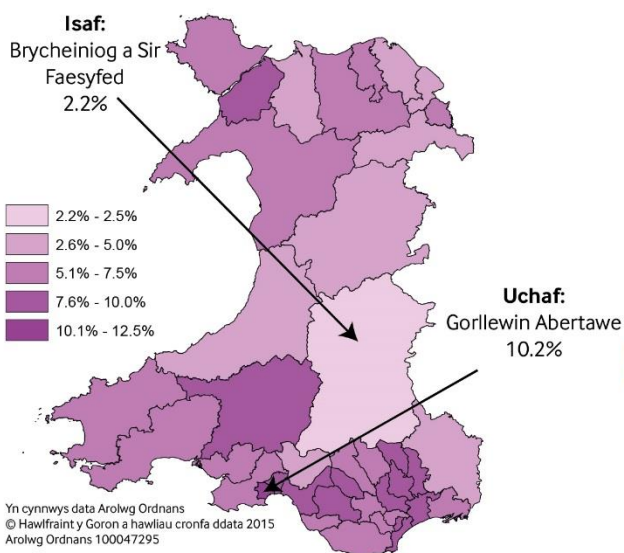 Isaf:
Brycheiniog a Sir
Faesyfed
2.2%
2.2% - 2.5%
2.6% - 5.0%
5.1% - 7.5%
7.6% - 10.0%
10.1% - 12.5%
Uchaf:
Gorllewin Abertawe
10.2%
Yn cynnwys data Arolwg Ordnans
© Hawlfraint y Goron a hawliau cronfa ddata 2015
Arolwg Ordnans 100047295